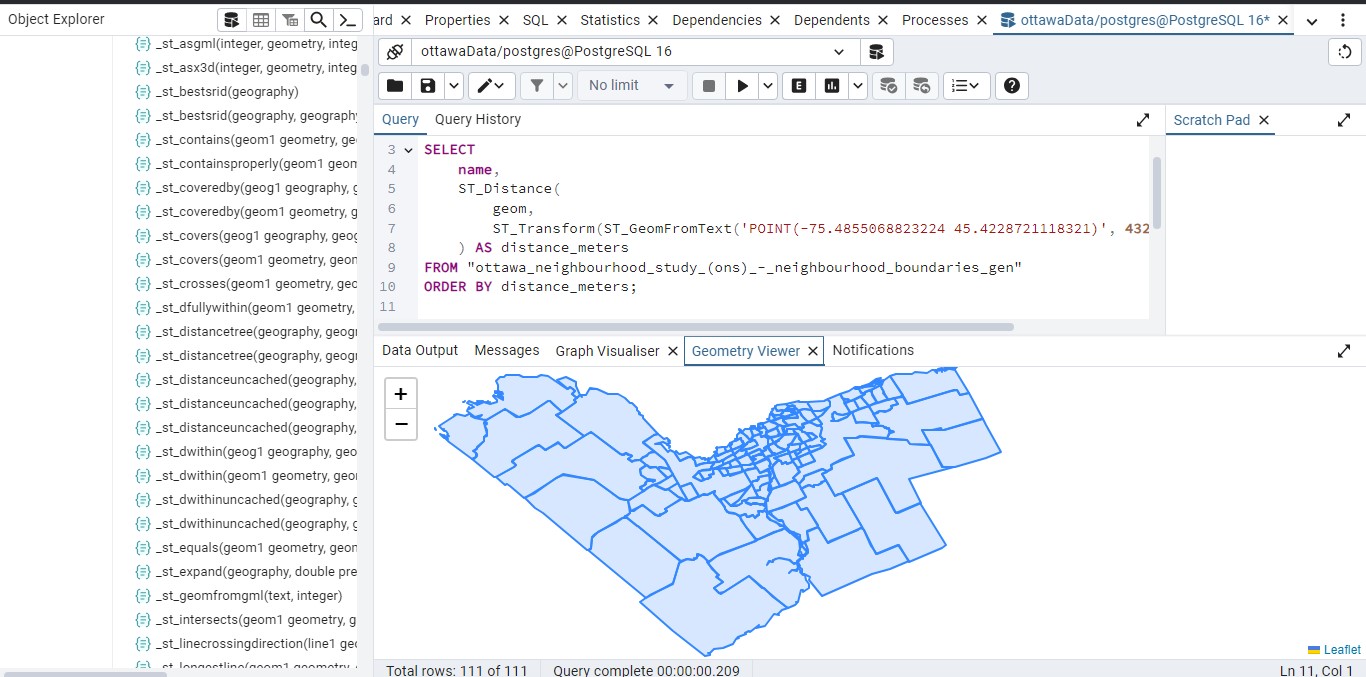 Object Explorer
ard
Properties
SQL
Statistics
Dependencies
Dependents
Processes
ottawaData/postgres@PostgreSQL 16*
ottawaData/postgres@PostgreSQL 16
No limit
E
Query
Query History
Scratch Pad
3 SELECT
4 name,
5 ST_Distance(
6 geom,
7 ST_Transform(ST_GeomFromText('POINT(-75.4855068823224 45.4228721118321)', 432
8 ) AS distance_meters
9 FROM "ottawa_neighbourhood_study_(ons)_-_neighbourhood_boundaries_gen"
10 ORDER BY distance_meters;
11
Data Output
Messages
Graph Visualiser
Geometry Viewer
Notifications
+
−
Leaflet
Total rows: 111 of 111
Query complete 00:00:00.209
Ln 11, Col 1
_st_asgml(integer, geometry, integ
_st_asx3d(integer, geometry, integ
_st_bestsrid(geography)
_st_bestsrid(geography, geography
_st_contains(geom1 geometry, ge
_st_containsproperly(geom1 geom
_st_coveredby(geog1 geography, g
_st_coveredby(geom1 geometry, g
_st_covers(geog1 geography, geog
_st_covers(geom1 geometry, geom
_st_crosses(geom1 geometry, geo
_st_dfullywithin(geom1 geometry,
_st_distancetree(geography, geogr
_st_distancetree(geography, geogr
_st_distanceuncached(geography,
_st_distanceuncached(geography,
_st_distanceuncached(geography,
_st_dwithin(geog1 geography, geo
_st_dwithin(geom1 geometry, geo
_st_dwithinuncached(geography, g
_st_dwithinuncached(geography, g
_st_equals(geom1 geometry, geom
_st_expand(geography, double pre
_st_geomfromgml(text, integer)
_st_intersects(geom1 geometry, g
_st_linecrossingdirection(line1 geo
_st_longestline(geom1 geometry,